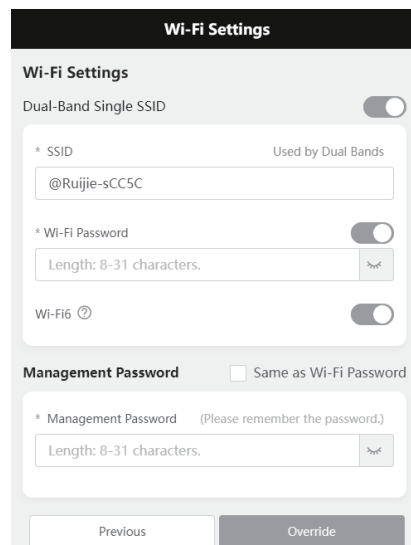 Wi-Fi Settings
Wi-Fi Settings
Dual-Band Single SSID
* SSID Used by Dual Bands
@Ruijie-sCC5C
* Wi-Fi Password
Length: 8-31 characters.
Wi-Fi6 ?
Management Password Same as Wi-Fi Password
* Management Password (Please remember the password.)
Length: 8-31 characters.
Previous Override